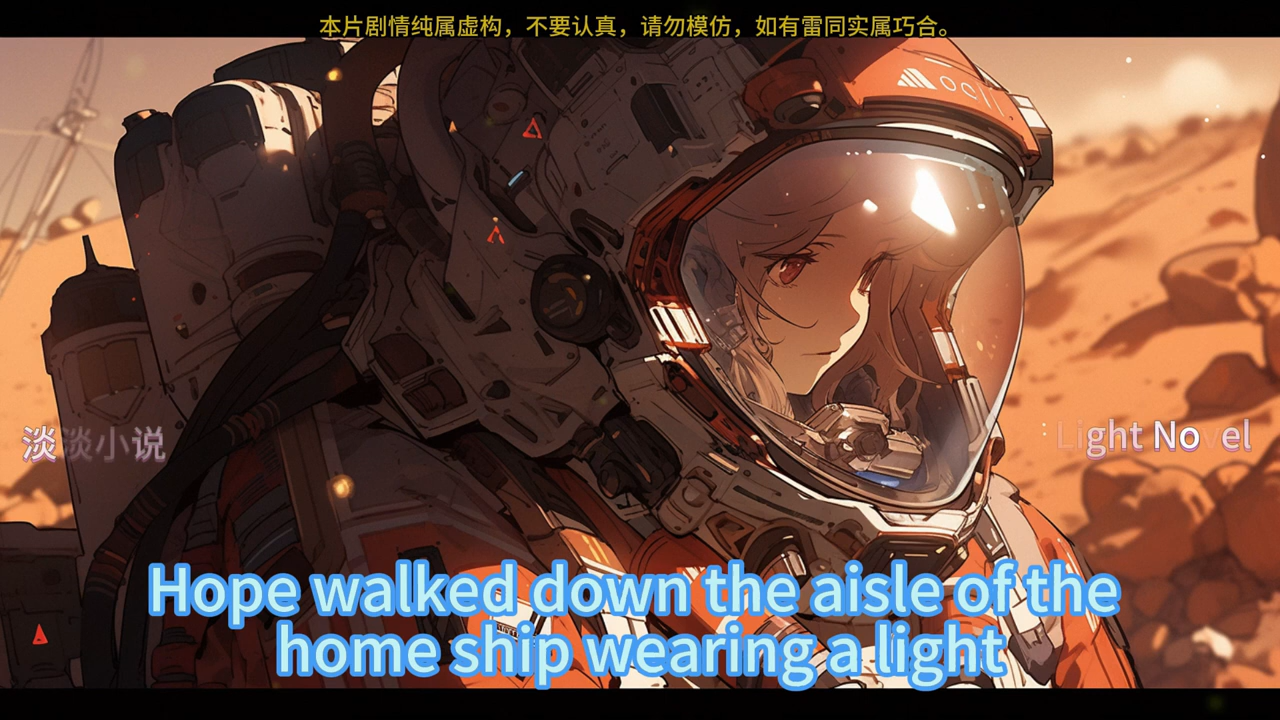 本片剧情纯属虚构，不要认真，请勿模仿，如有雷同实属巧合。
淡淡小说
Light Novel
Hope walked down the aisle of the
home ship wearing a light